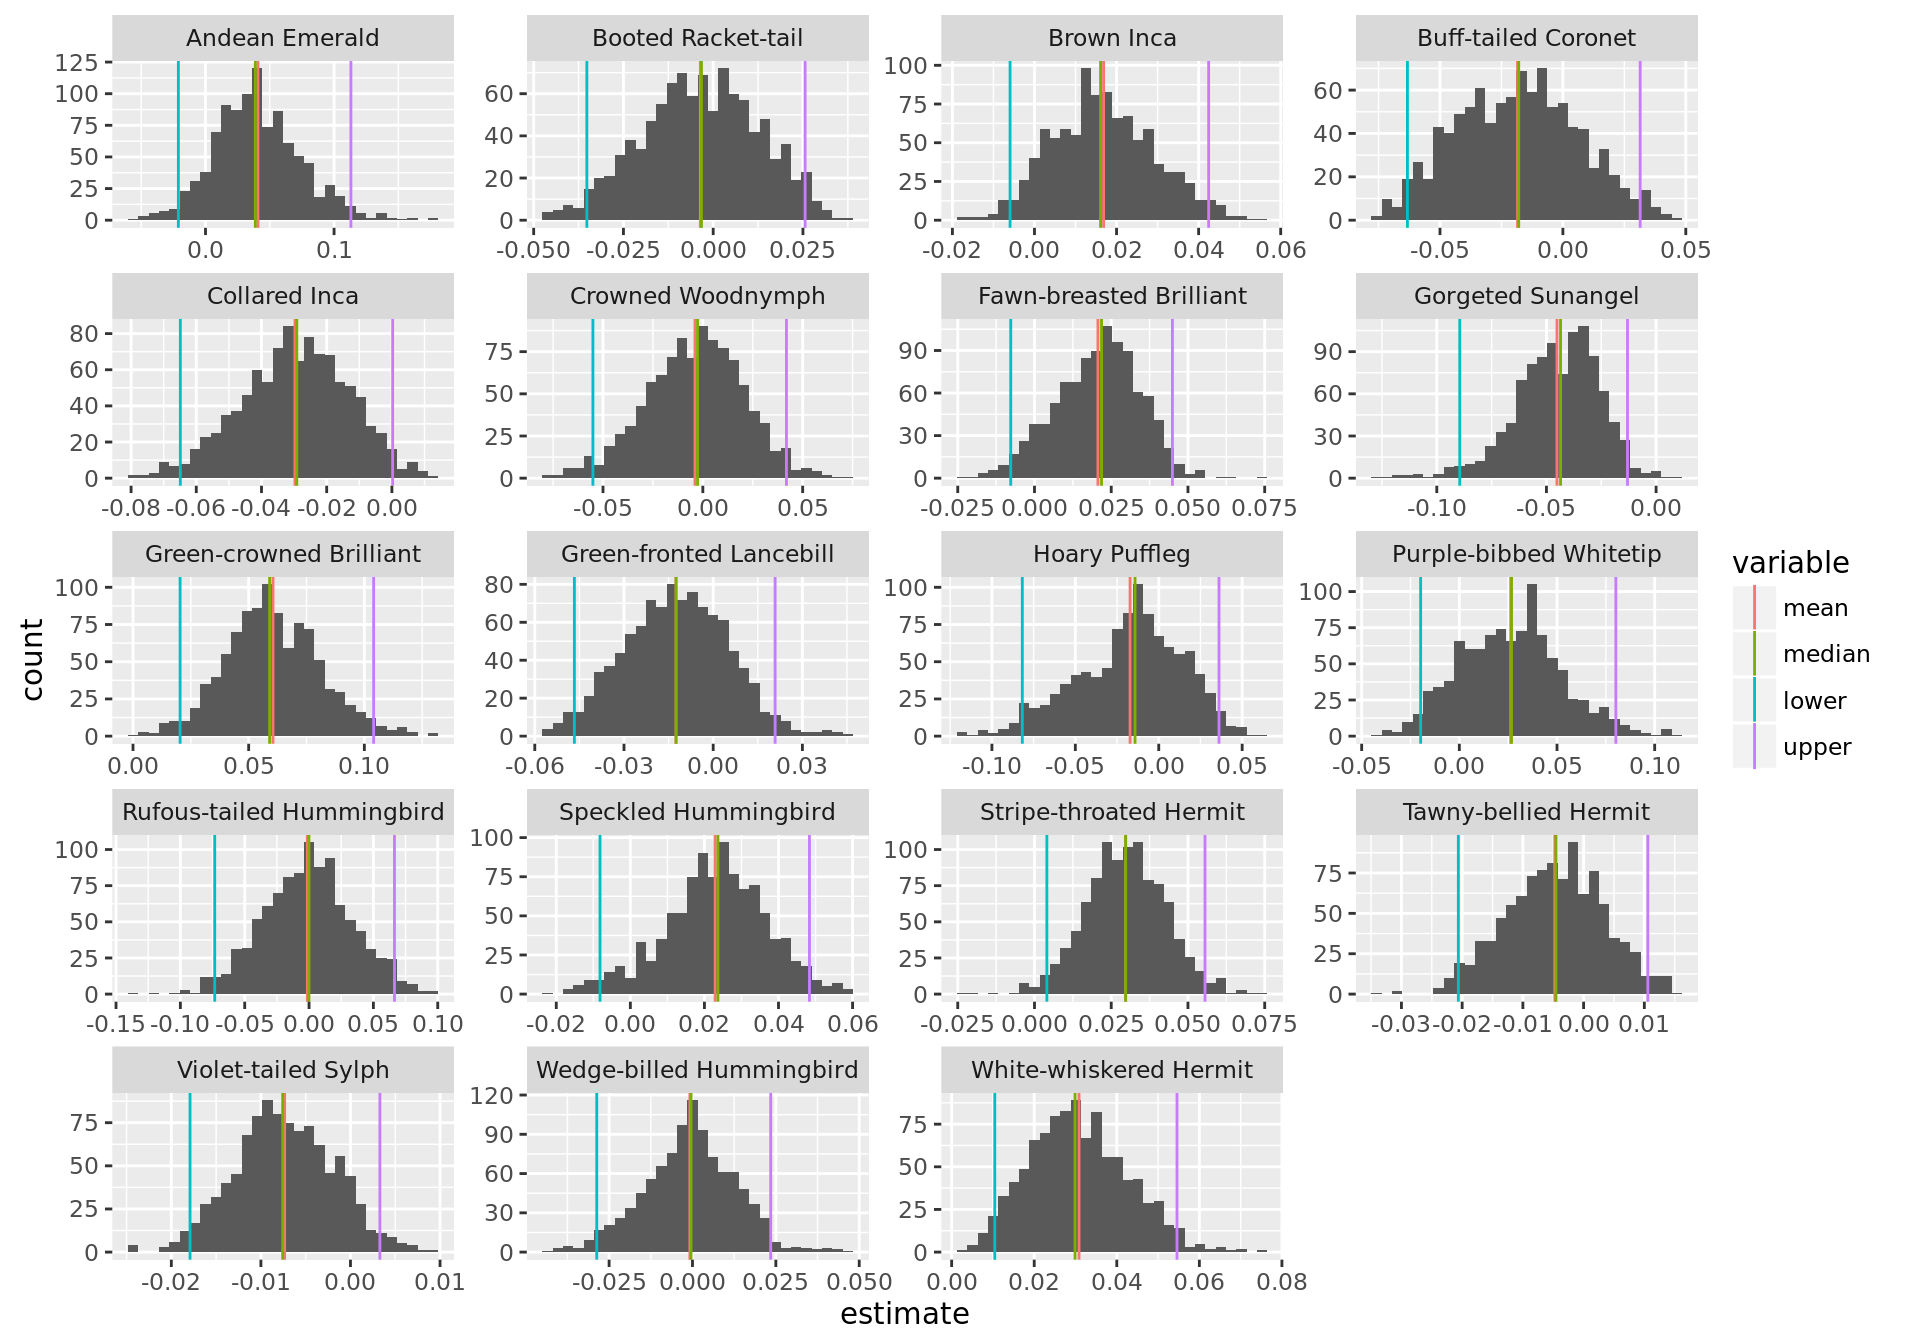 Andean Emerald
Booted Racket-tail
Brown Inca
Buff-tailed Coronet
125
100
75
50
25
0
60
40
20
0
100
75
50
25
0
60
40
20
0
0.0 0.1
-0.050 -0.025 0.000 0.025
-0.02 0.00 0.02 0.04 0.06
-0.05 0.00 0.05
Collared Inca
Crowned Woodnymph
Fawn-breasted Brilliant
Gorgeted Sunangel
80
60
40
20
0
75
50
25
0
90
60
30
0
90
60
30
0
-0.08 -0.06 -0.04 -0.02 0.00
-0.05 0.00 0.05
-0.025 0.000 0.025 0.050 0.075
-0.10 -0.05 0.00
Green-crowned Brilliant
Green-fronted Lancebill
Hoary Puffleg
Purple-bibbed Whitetip
100
75
50
25
0
80
60
40
20
0
100
75
50
25
0
100
75
50
25
0
0.00 0.05 0.10
-0.06 -0.03 0.00 0.03
-0.10 -0.05 0.00 0.05
-0.05 0.00 0.05 0.10
Rufous-tailed Hummingbird
Speckled Hummingbird
Stripe-throated Hermit
Tawny-bellied Hermit
100
75
50
25
0
100
75
50
25
0
100
75
50
25
0
75
50
25
0
-0.15 -0.10 -0.05 0.00 0.05 0.10
-0.02 0.00 0.02 0.04 0.06
-0.025 0.000 0.025 0.050 0.075
-0.03 -0.02 -0.01 0.00 0.01
Violet-tailed Sylph
Wedge-billed Hummingbird
White-whiskered Hermit
75
50
25
0
120
90
60
30
0
75
50
25
0
-0.02 -0.01 0.00 0.01
-0.025 0.000 0.025 0.050
0.00 0.02 0.04 0.06 0.08
count
estimate
variable
mean
median
lower
upper